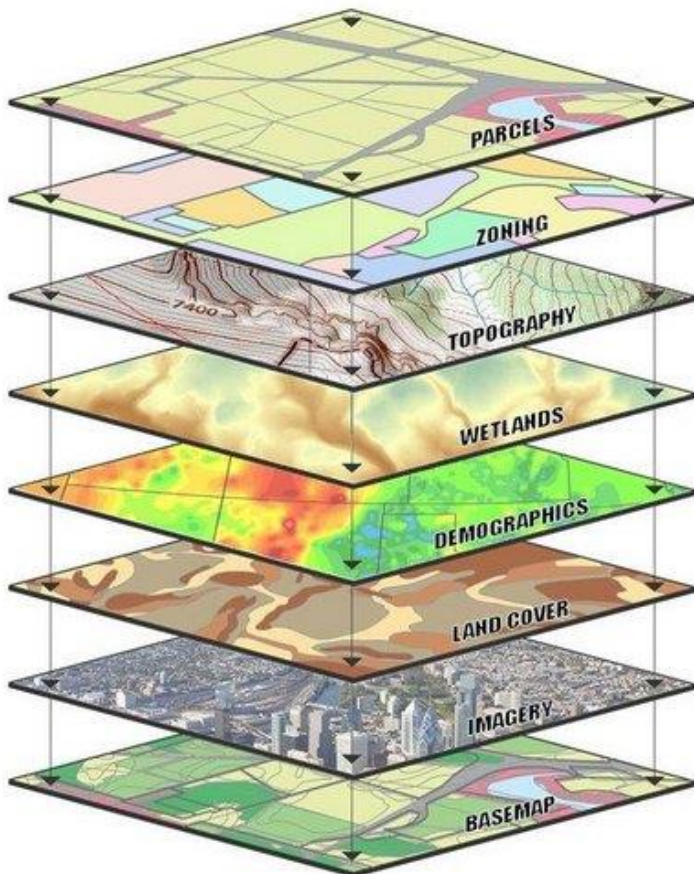 PARCELS
ZONING
7400
TOPOGRAPHY
WETLANDS
DEMOGRAPHICS
LAND COVER
IMAGERY
BASEMAP